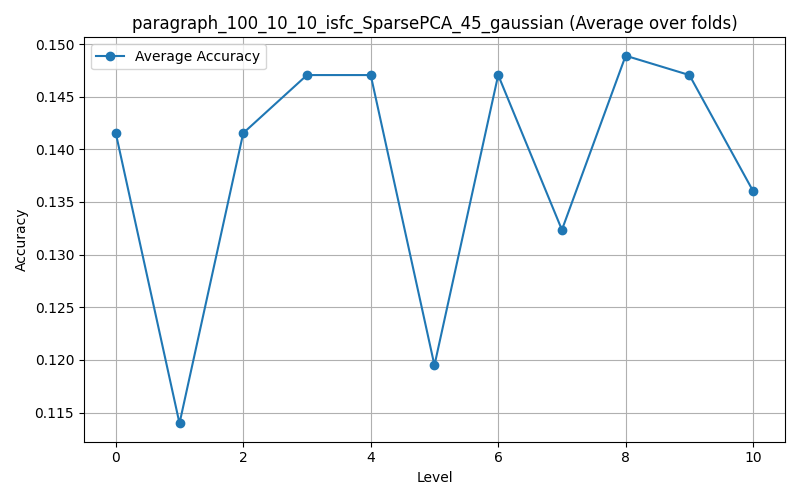 paragraph_100_10_10_isfc_SparsePCA_45_gaussian (Average over folds)
Average Accuracy
Accuracy
0.150
0.145
0.140
0.135
0.130
0.125
0.120
0.115
0 2 4 6 8 10
Level